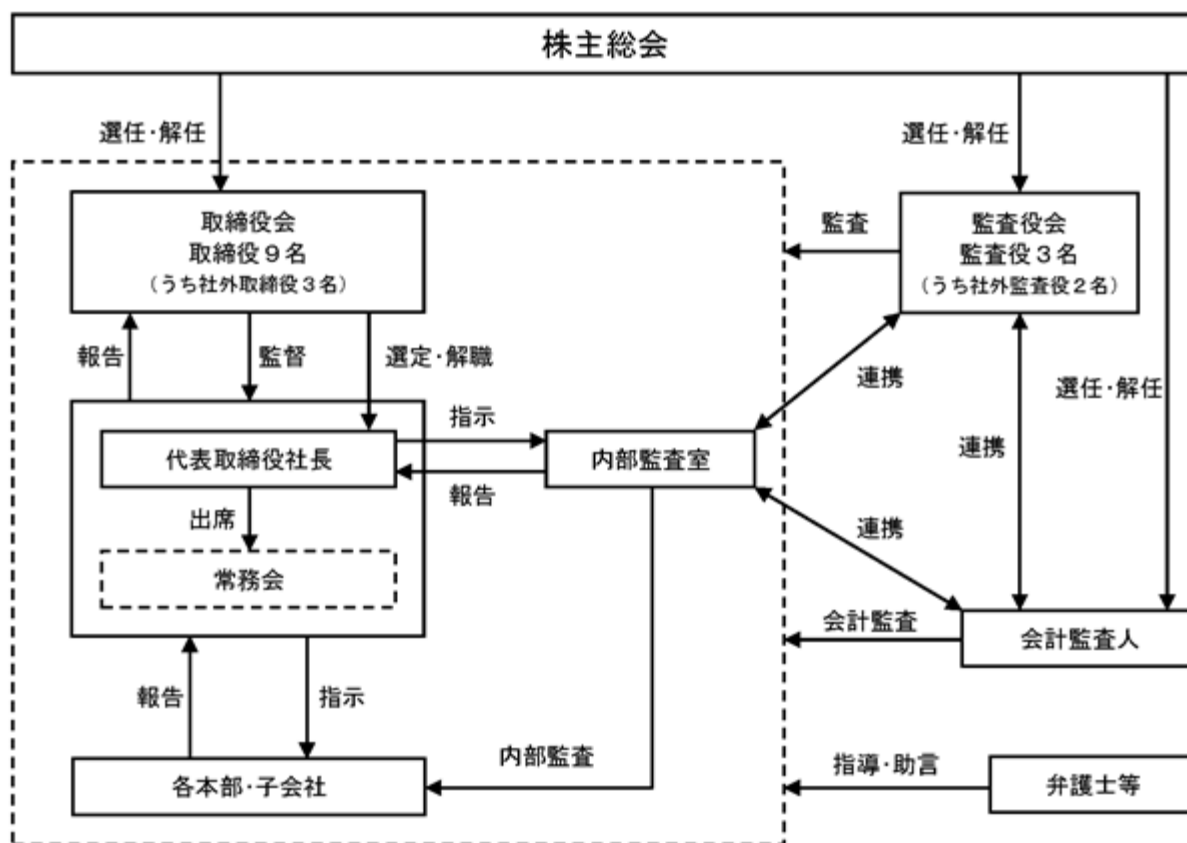 株主総会
選任・解任
選任・解任
取締役会
取締役9名
（うち社外取締役3名）
監査
監査役会
監査役3名
（うち社外監査役2名）
報告
監督
選定・解職
連携
選任・解任
指示
代表取締役社長
内部監査室
連携
報告
出席
連携
常務会
会計監査
会計監査人
報告
指示
内部監査
指導・助言
各本部・子会社
弁護士等